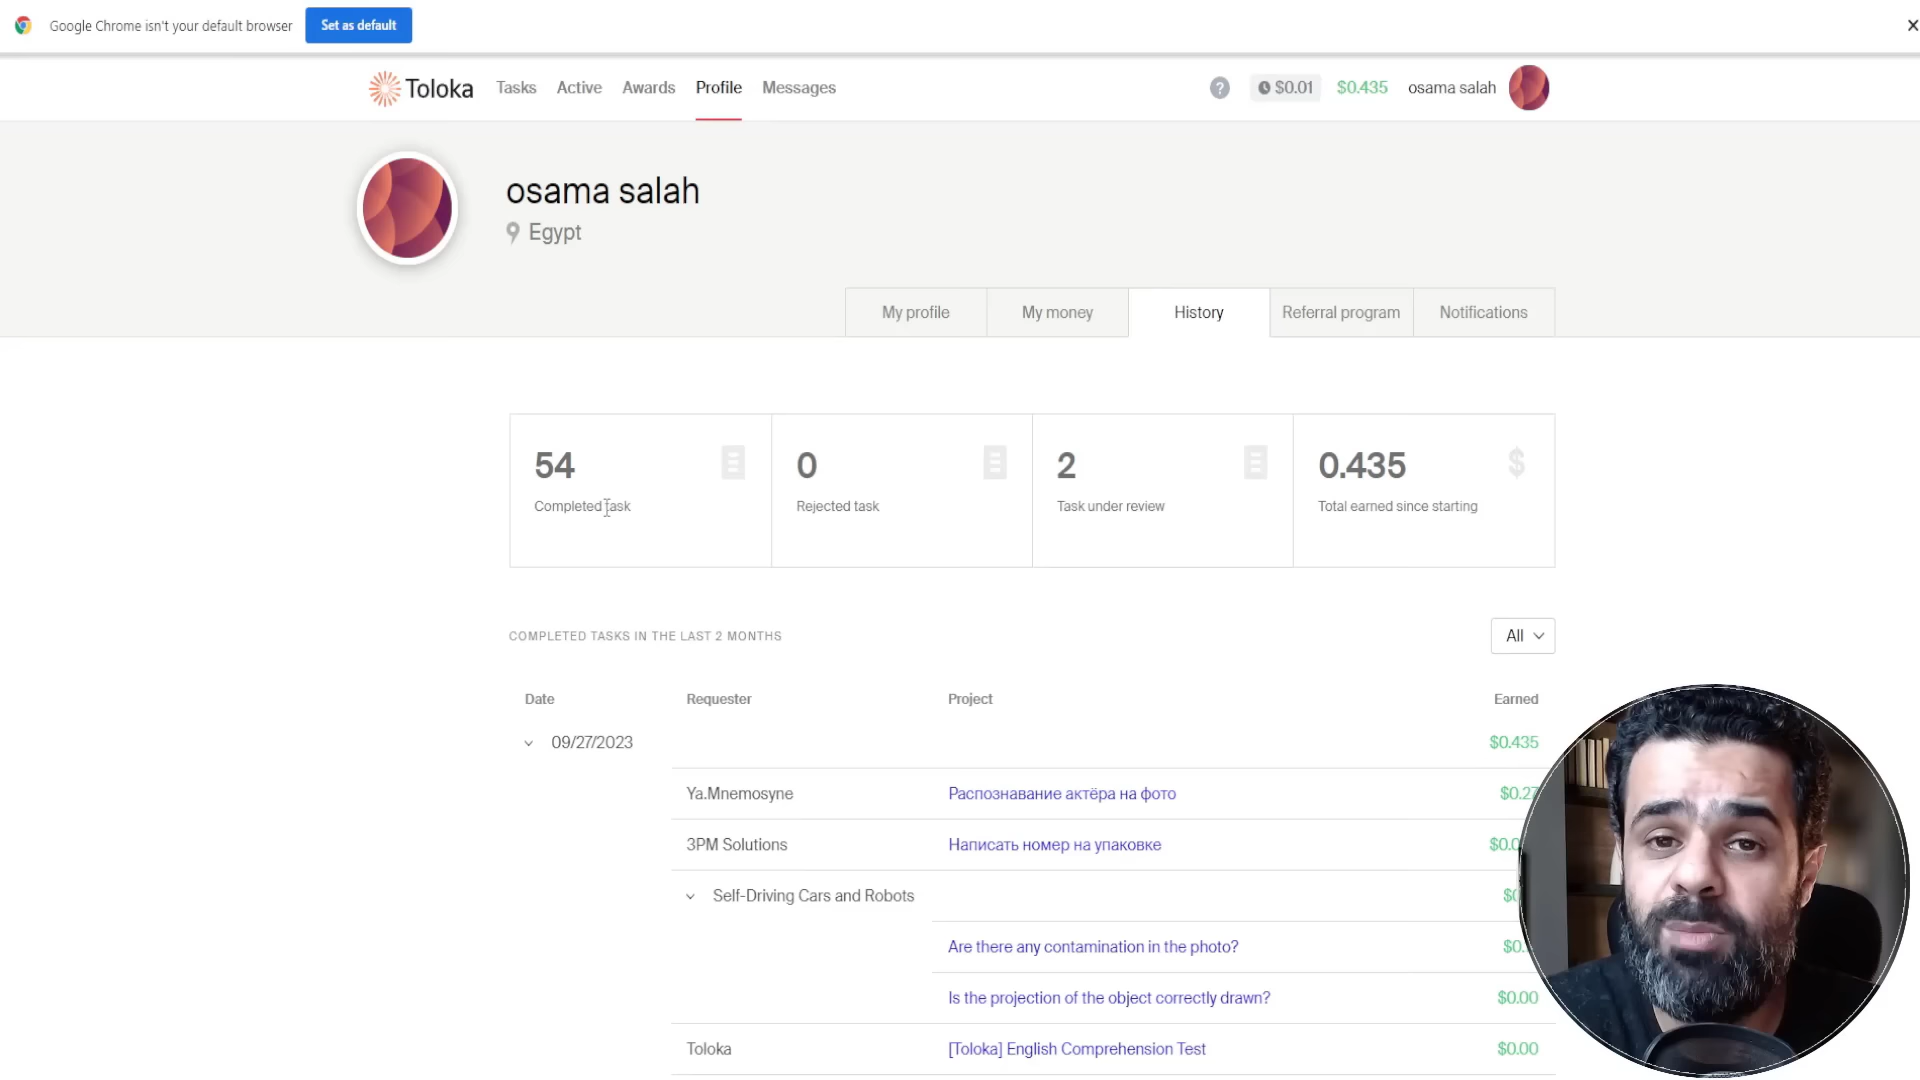 Google Chrome isn't your default browser
Set as default
Toloka Tasks Active Awards Profile Messages
? $0.01 $0.435 osama salah
osama salah
Egypt
My profile My money History Referral program Notifications
54 0 2 0.435 $
Completed task Rejected task Task under review Total earned since starting
COMPLETED TASKS IN THE LAST 2 MONTHS All
Date Requester Project Earned
09/27/2023 $0.435
Ya.Mnemosyne Распознавание актёра на фото
3PM Solutions Написать номер на упаковке
Self-Driving Cars and Robots
Are there any contamination in the photo?
Is the projection of the object correctly drawn? $0.00
Toloka [Toloka] English Comprehension Test $0.00